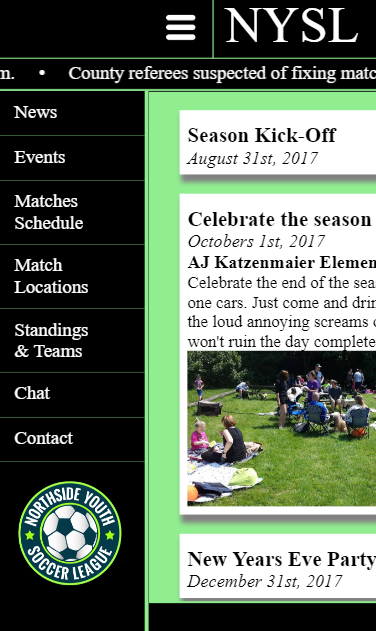 NYSL
m. • County referees suspected of fixing matc
News
Events
Matches
Schedule
Match
Locations
Standings
& Teams
Chat
Contact
NORTHSIDE YOUTH
SOCCER LEAGUE
Season Kick-Off
August 31st, 2017
Celebrate the season
Octobers 1st, 2017
AJ Katzenmaier Elemen
Celebrate the end of the sea
one cars. Just come and drin
the loud annoying screams o
won't ruin the day complete
New Years Eve Party
December 31st, 2017